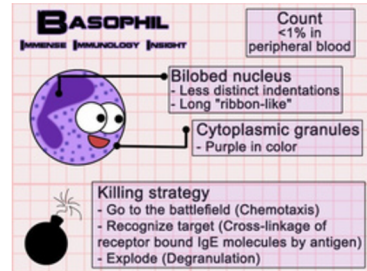 BASOPHIL
IMMENSE IMMUNOLOGY INSIGHT
Count
<1% in
peripheral blood
Bilobed nucleus
- Less distinct indentations
- Long "ribbon-like"
Cytoplasmic granules
- Purple in color
Killing strategy
- Go to the battlefield (Chemotaxis)
- Recognize target (Cross-linkage of
receptor bound IgE molecules by antigen)
- Explode (Degranulation)